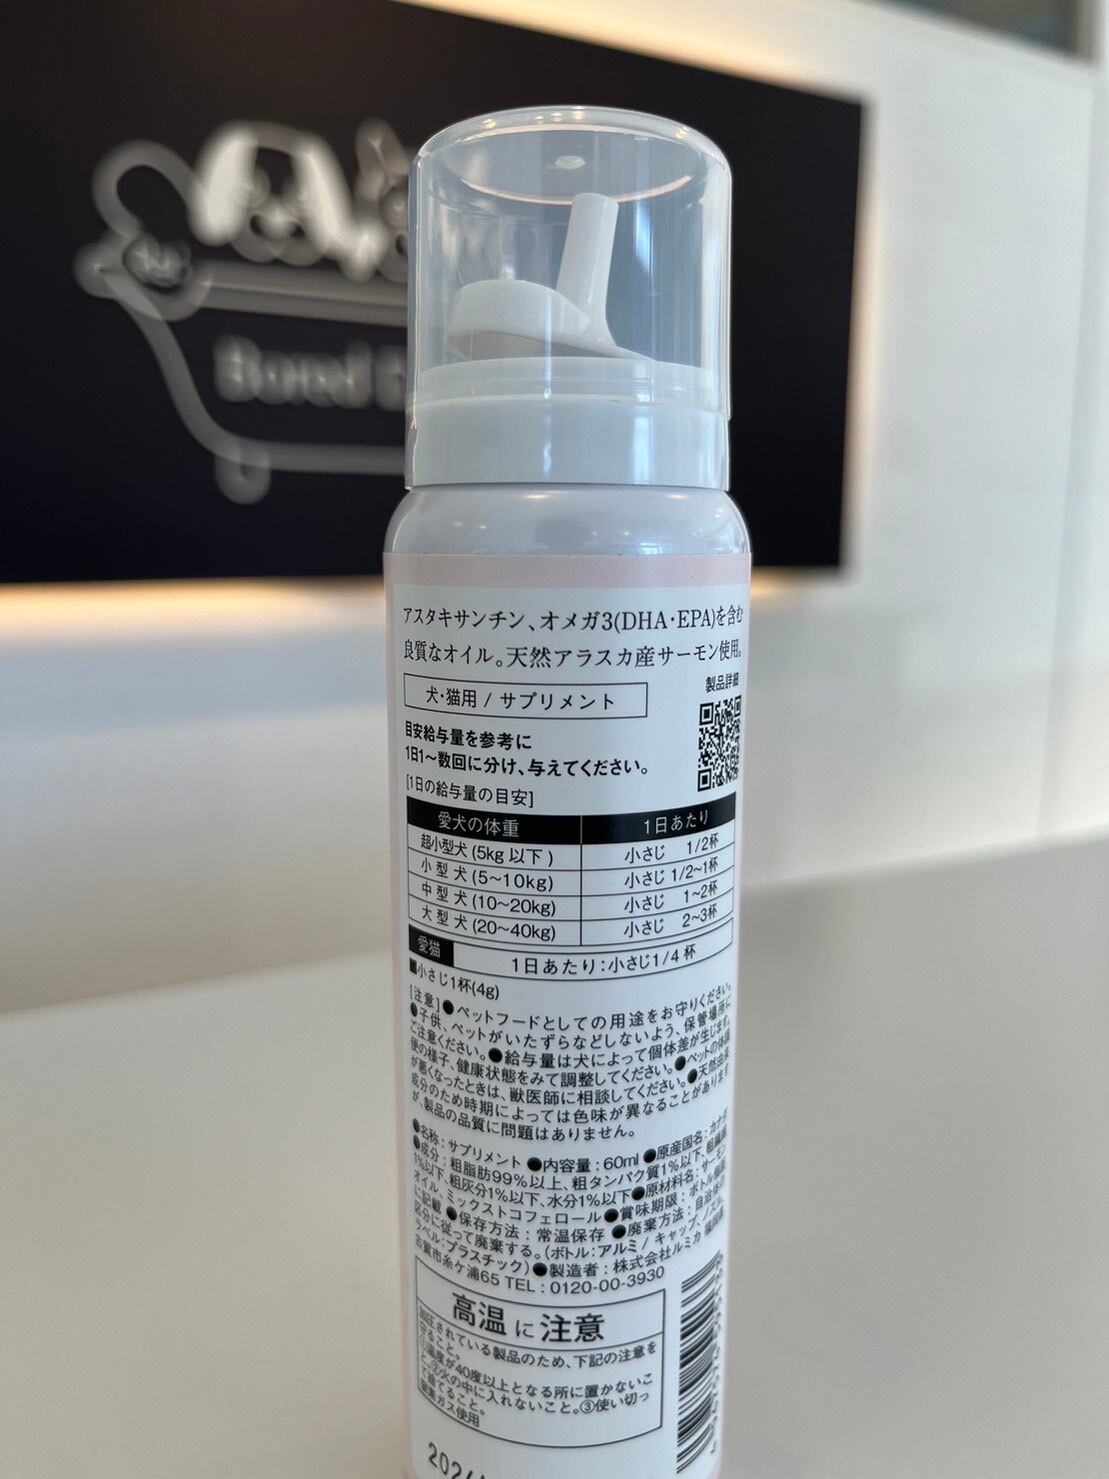 アスタキサンチン、オメガ3(DHA・EPA)を含む
良質なオイル。天然アラスカ産サーモン使用。
製品詳細
犬・猫用 / サプリメント
目安給与量を参考に
1日1〜数回に分け、与えてください。
[1日の給与量の目安]
愛犬の体重 1日あたり
超小型犬 (5kg 以下) 小さじ 1/2杯
小型犬 (5〜10kg) 小さじ 1/2〜1杯
中型犬 (10〜20kg) 小さじ 1〜2杯
大型犬 (20〜40kg) 小さじ 2〜3杯
愛猫 1日あたり:小さじ1/4 杯
■小さじ1杯(4g)
[注意]●ペットフードとしての用途をお守りください。
●子供、ペットがいたずらなどしないよう、保管場所に
ご注意ください。●給与量は犬によって個体差が生じます。
便の様子、健康状態をみて調整してください。●ペットの体調
が悪くなったときは、獣医師に相談してください。●天然由来
成分のため時期によっては色味が異なることがあります
が、製品の品質に問題はありません。
●名称:サプリメント ●内容量:60ml ●原産国名:カナダ
●成分:粗脂肪99%以上、粗タンパク質1%以下、粗繊維
1%以下、粗灰分1%以下、水分1%以下●原材料名:サーモン
オイル、ミックストコフェロール●賞味期限:ボトル底面
に記載 ●保存方法:常温保存 ●廃棄方法:自治体の
区分に従って廃棄する。(ボトル:アルミ / キャップ、ノズル、
ラベル:プラスチック)●製造者:株式会社ルミカ 福岡県
古賀市糸ケ浦65 TEL:0120-00-3930
高温に注意
加圧されている製品のため、下記の注意を
守ること。
①温度が40度以上となる所に置かないこ
と。②火の中に入れないこと。③使い切っ
て捨てること。
窒素ガス使用
Bored